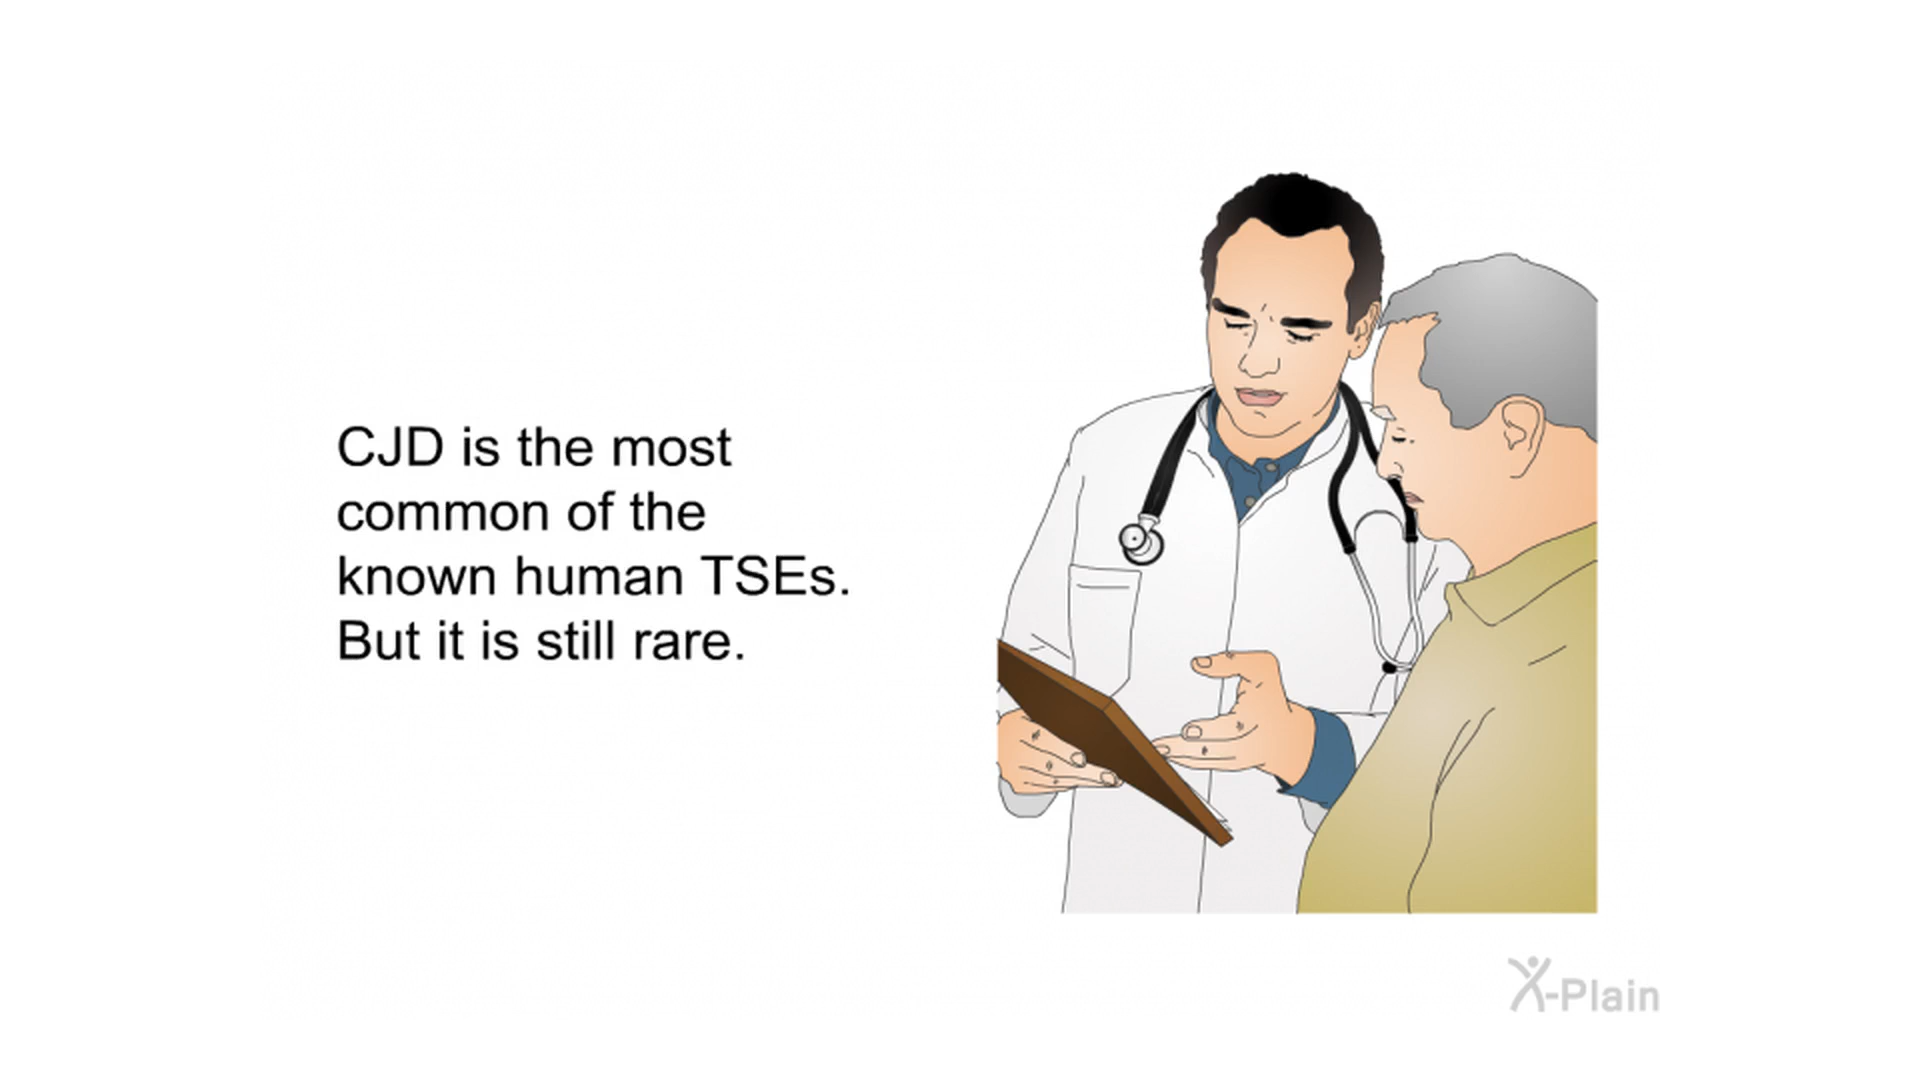 CJD is the most
common of the
known human TSEs.
But it is still rare.
X-Plain